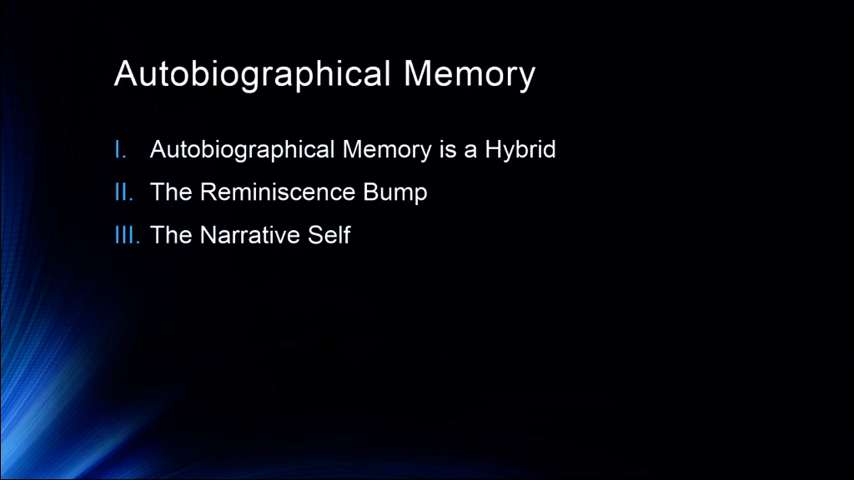 Autobiographical Memory
I. Autobiographical Memory is a Hybrid
II. The Reminiscence Bump
III. The Narrative Self